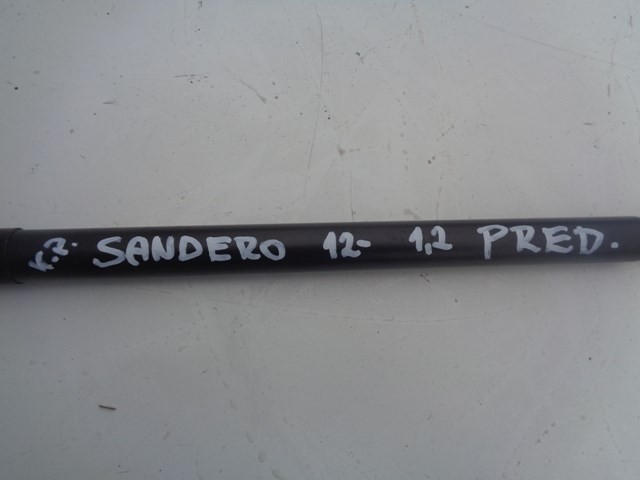 K.R. SANDERO 12- 1,2 PRED.